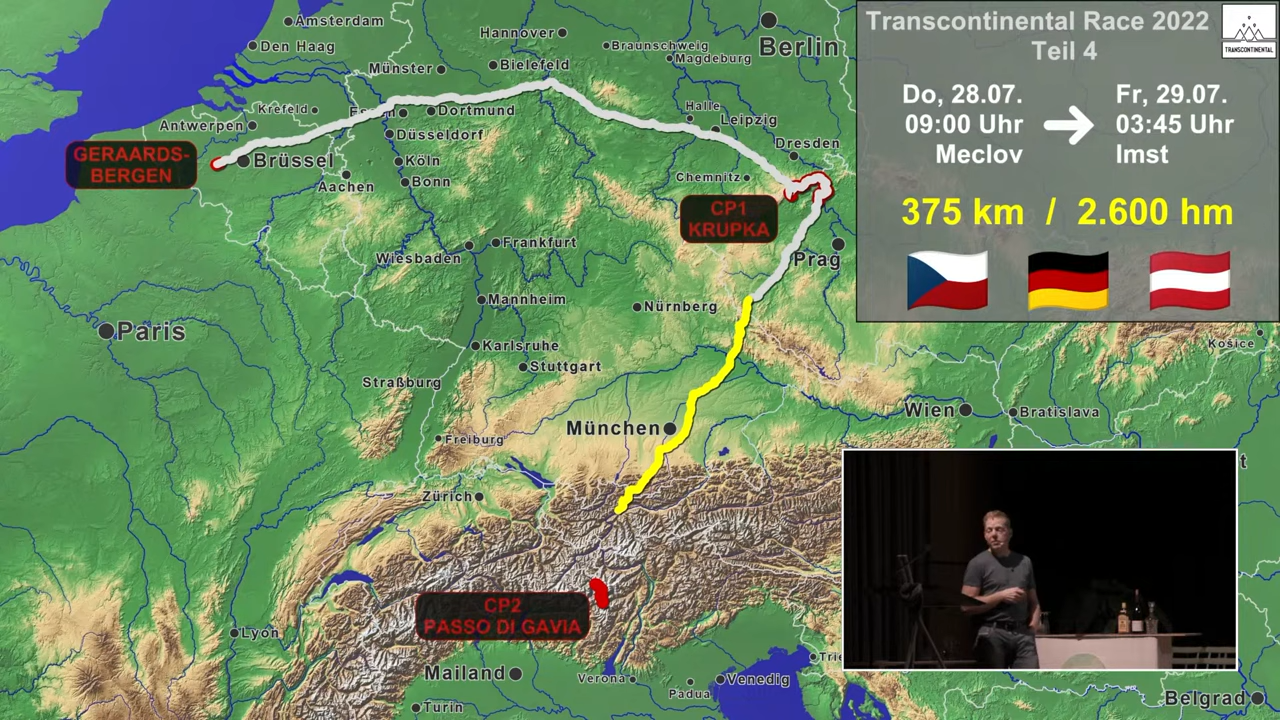 Transcontinental Race 2022
Teil 4
TRANSCONTINENTAL
Do, 28.07.
09:00 Uhr
Meclov
Fr, 29.07.
03:45 Uhr
Imst
375 km / 2.600 hm
Amsterdam
Den Haag
Hannover
Braunschweig
Berlin
Münster
Bielefeld
Magdeburg
Krefeld
Dortmund
Halle
Antwerpen
Düsseldorf
Leipzig
GERAARDS-
BERGEN
Brüssel
Köln
Dresden
Aachen
Bonn
Chemnitz
CP1
KRUPKA
Wiesbaden
Frankfurt
Prag
Mannheim
Nürnberg
Paris
Karlsruhe
Košice
Straßburg
Stuttgart
Wien
Bratislava
München
Freiburg
Zürich
CP2
PASSO DI GAVIA
Lyon
Mailand
Verona
Padua
Venedig
Turin
Belgrad